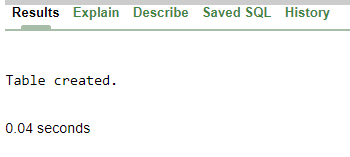 Results Explain Describe Saved SQL History
Table created.
0.04 seconds